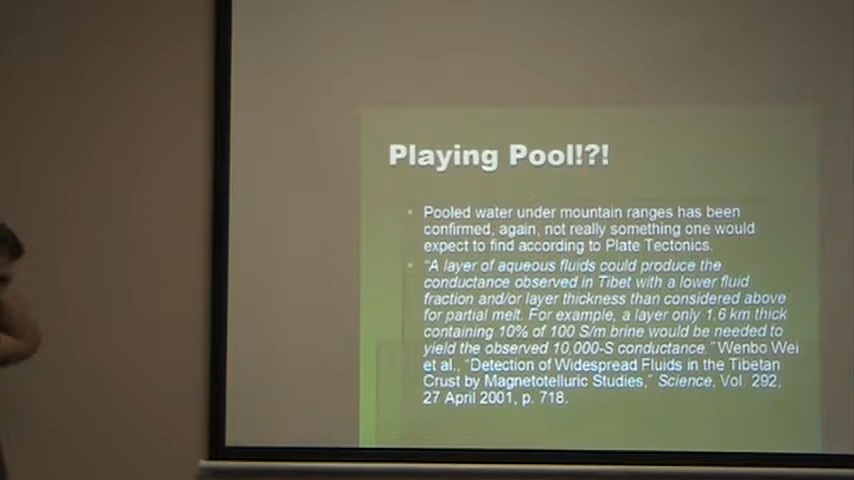 Playing Pool!?!
Pooled water under mountain ranges has been
confirmed, again, not really something one would
expect to find according to Plate Tectonics.
“A layer of aqueous fluids could produce the
conductance observed in Tibet with a lower fluid
fraction and/or layer thickness than considered above
for partial melt. For example, a layer only 1.6 km thick
containing 10% of 100 S/m brine would be needed to
yield the observed 10,000-S conductance.” Wenbo Wei
et al., “Detection of Widespread Fluids in the Tibetan
Crust by Magnetotelluric Studies,” Science, Vol. 292,
27 April 2001, p. 718.